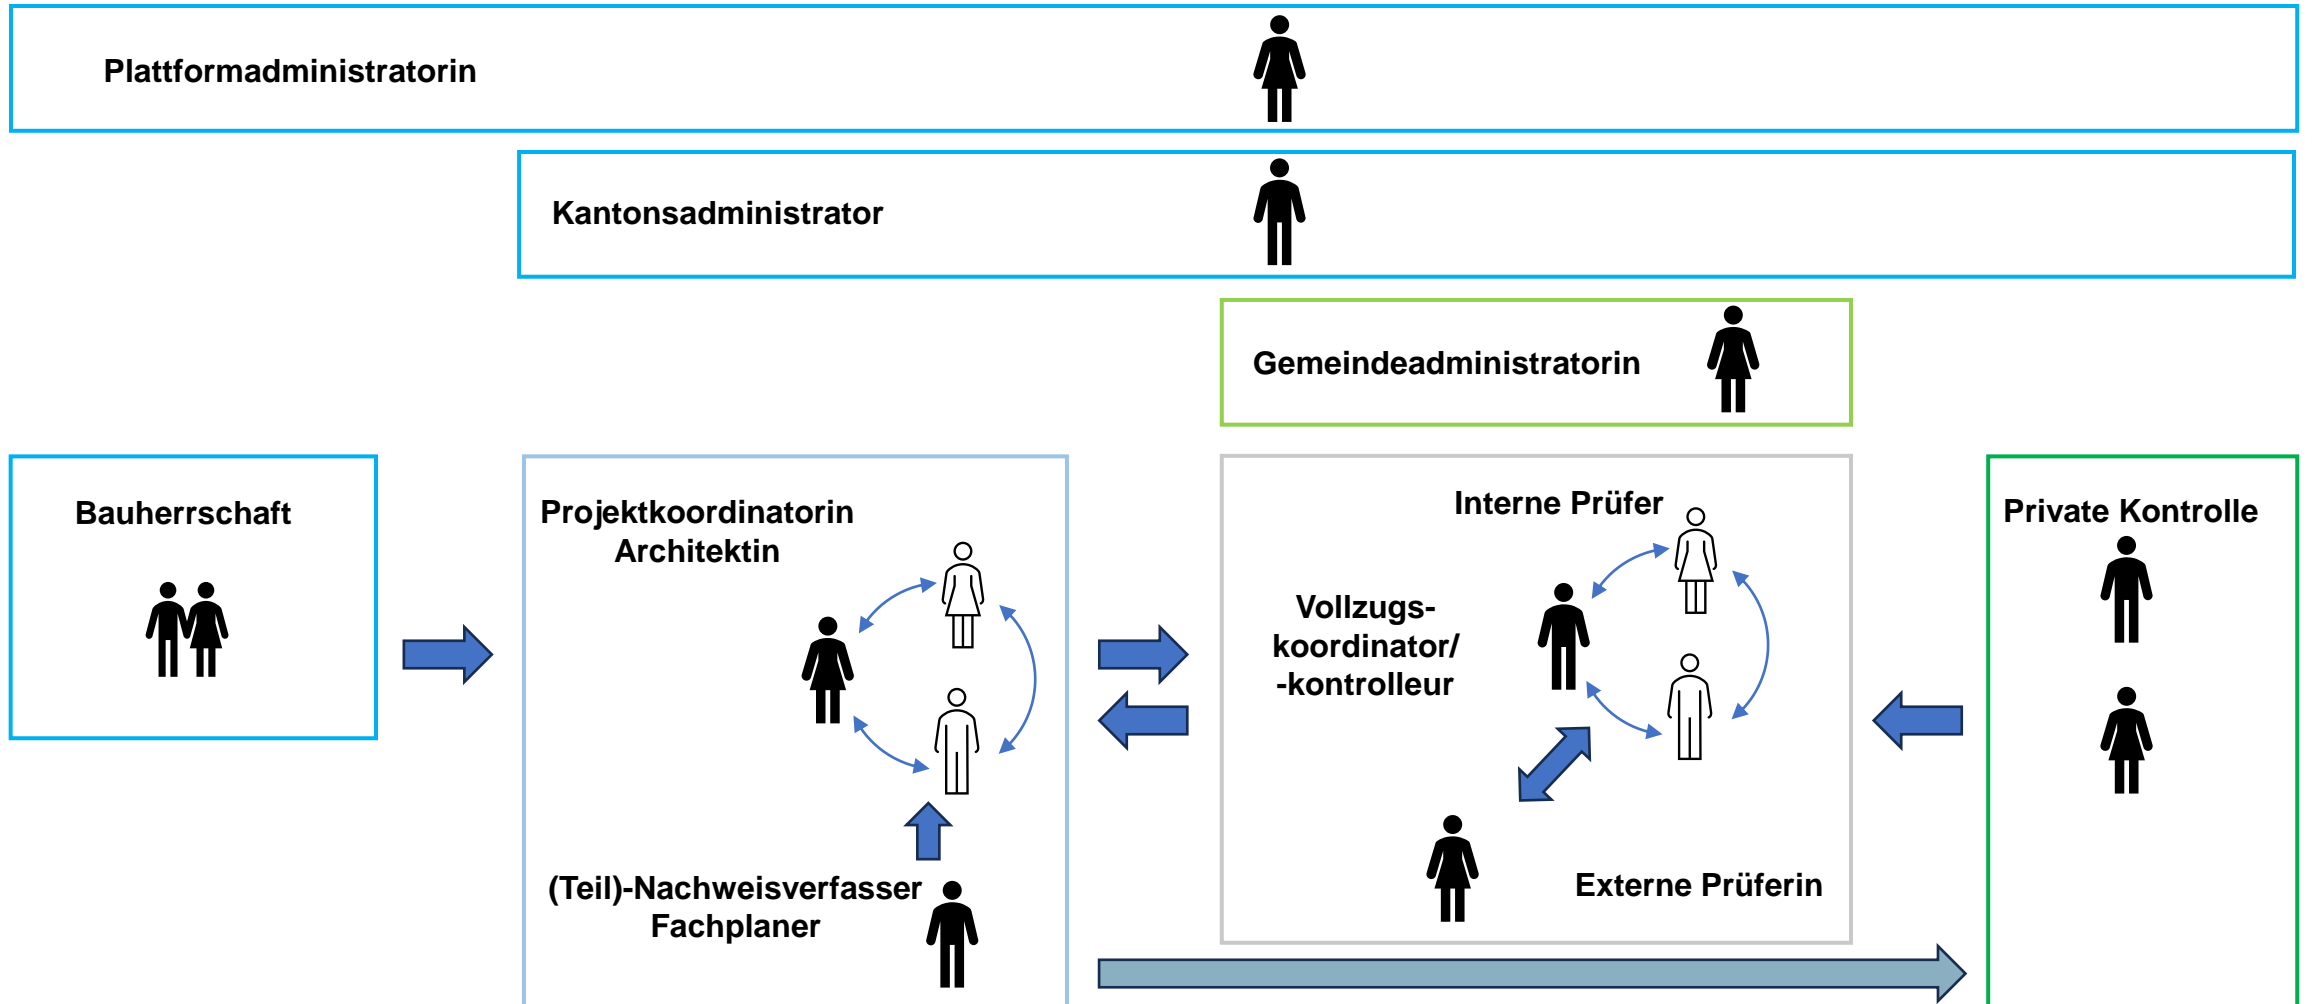 Plattformadministratorin
Kantonsadministrator
Gemeindeadministratorin
Bauherrschaft
Projektkoordinatorin
Architektin
(Teil)-Nachweisverfasser
Fachplaner
Interne Prüfer
Vollzugs-
koordinator/
-kontrolleur
Externe Prüferin
Private Kontrolle